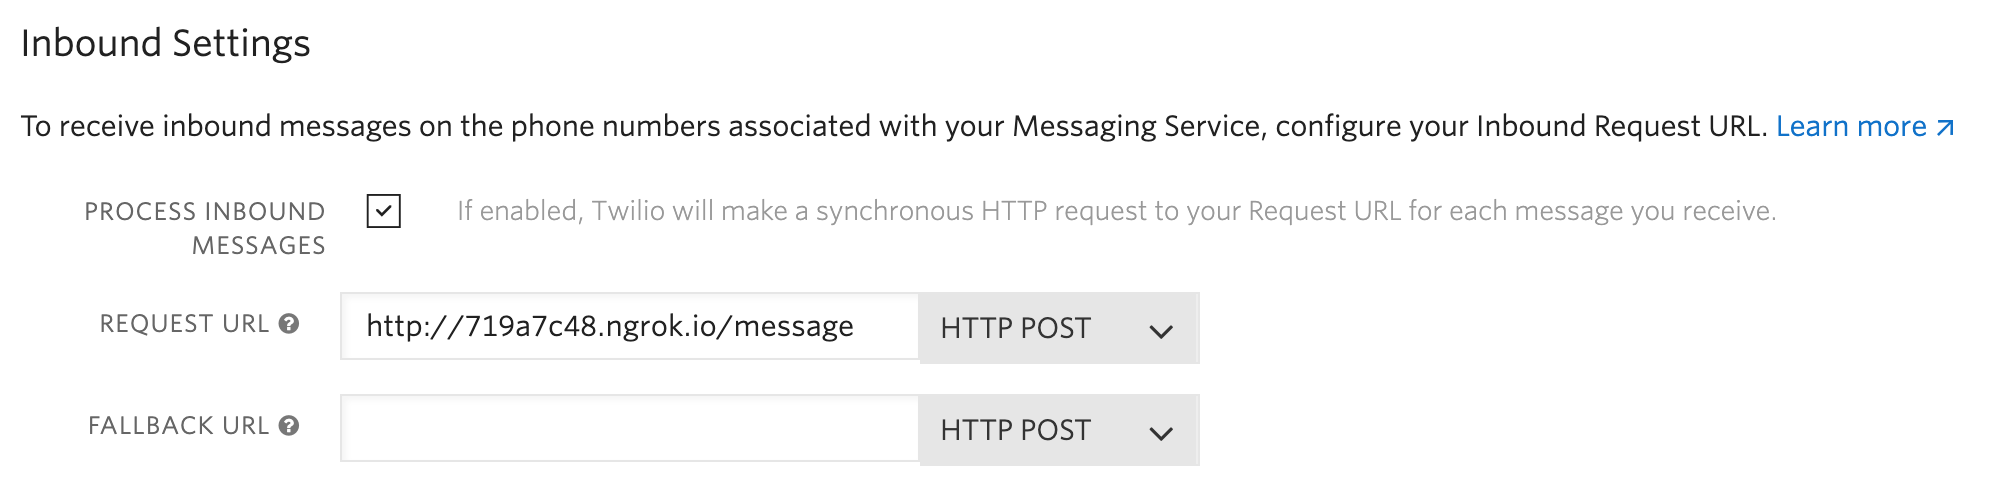 Inbound Settings
To receive inbound messages on the phone numbers associated with your Messaging Service, configure your Inbound Request URL. Learn more
PROCESS INBOUND MESSAGES
If enabled, Twilio will make a synchronous HTTP request to your Request URL for each message you receive.
REQUEST URL ? http://719a7c48.ngrok.io/message HTTP POST
FALLBACK URL ? HTTP POST